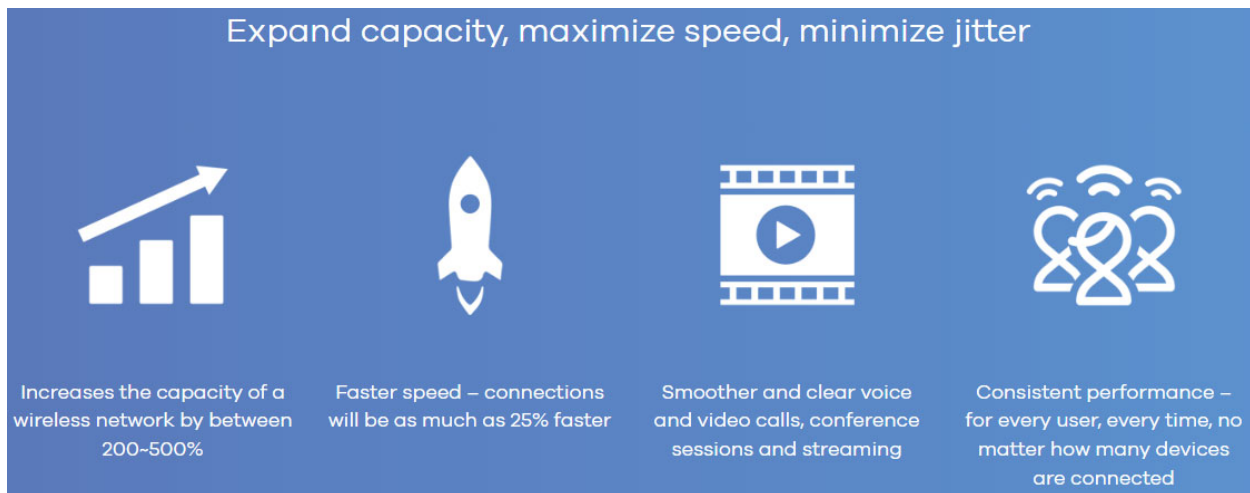 Expand capacity, maximize speed, minimize jitter
Increases the capacity of a
wireless network by between
200~500%
Faster speed – connections
will be as much as 25% faster
Smoother and clear voice
and video calls, conference
sessions and streaming
Consistent performance –
for every user, every time, no
matter how many devices
are connected